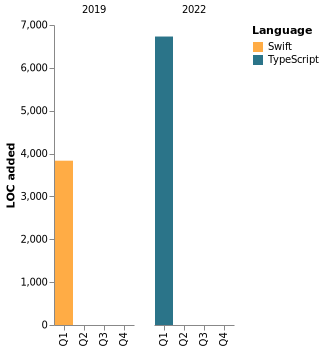 2019 2022
Language
Swift
TypeScript
LOC added
7,000
6,000
5,000
4,000
3,000
2,000
1,000
0
Q1 Q2 Q3 Q4 Q1 Q2 Q3 Q4